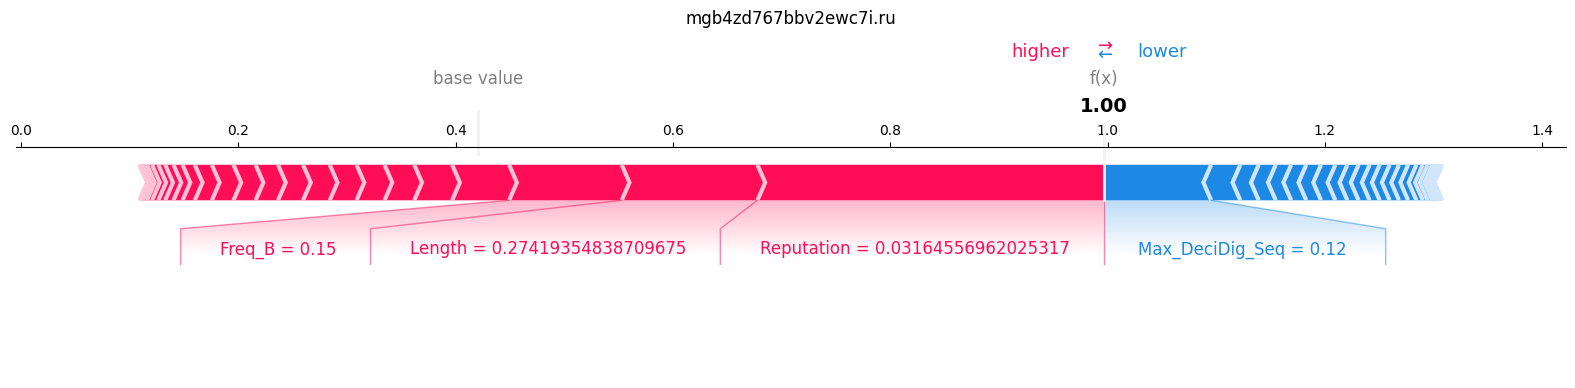 mgb4zd767bbv2ewc7i.ru
higher → ← lower
base value f(x)
1.00
0.0 0.2 0.4 0.6 0.8 1.0 1.2 1.4
Freq_B = 0.15 Length = 0.27419354838709675 Reputation = 0.03164556962025317 Max_DeciDig_Seq = 0.12